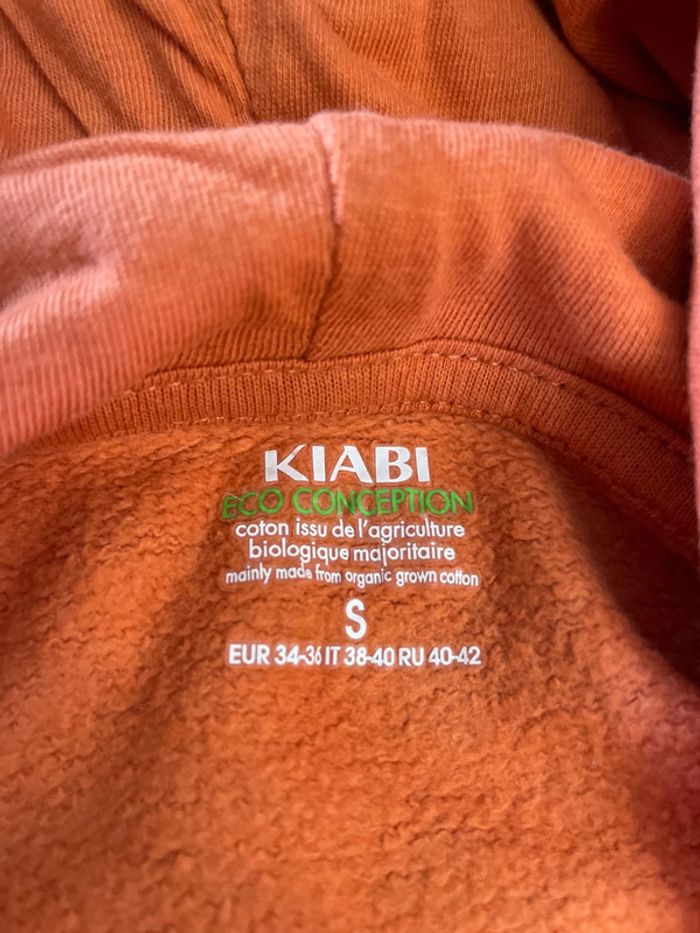 KIABI
ECO CONCEPTION
coton issu de l'agriculture
biologique majoritaire
mainly made from organic grown cotton
S
EUR 34-36 IT 38-40 RU 40-42